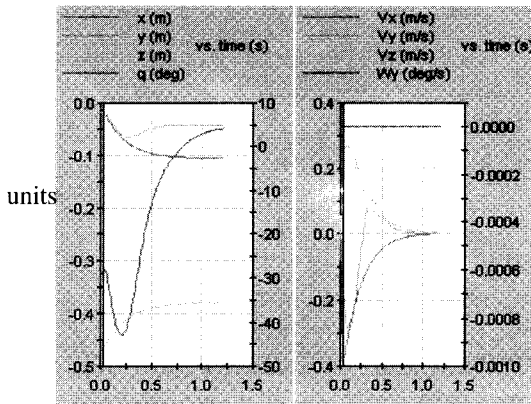 x (m)
y (m) vs. time (s)
z (m)
q (deg)
Vx (m/s)
Vy (m/s) vs. time (s)
Vz (m/s)
Wy (deg/s)
units
0.0
-0.1
-0.2
-0.3
-0.4
-0.5
10
0
-10
-20
-30
-40
-50
0.0 0.5 1.0 1.5
0.4
0.2
0.0
-0.2
-0.4
0.0000
-0.0002
-0.0004
-0.0006
-0.0008
-0.0010
0.0 0.5 1.0 1.5